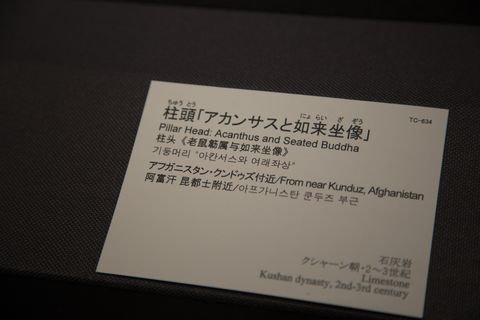 ちゅう とう にょ らい ざ ぞう
柱頭「アカンサスと如来坐像」
TC-634
Pillar Head: Acanthus and Seated Buddha
柱头《老鼠簕属与如来坐像》
기둥머리 "아칸서스와 여래좌상"
アフガニスタン・クンドゥズ付近/From near Kunduz, Afghanistan
阿富汗 昆都士附近/아프가니스탄 쿤두즈 부근
石灰岩
クシャーン朝・2～3世紀
Limestone
Kushan dynasty, 2nd-3rd century